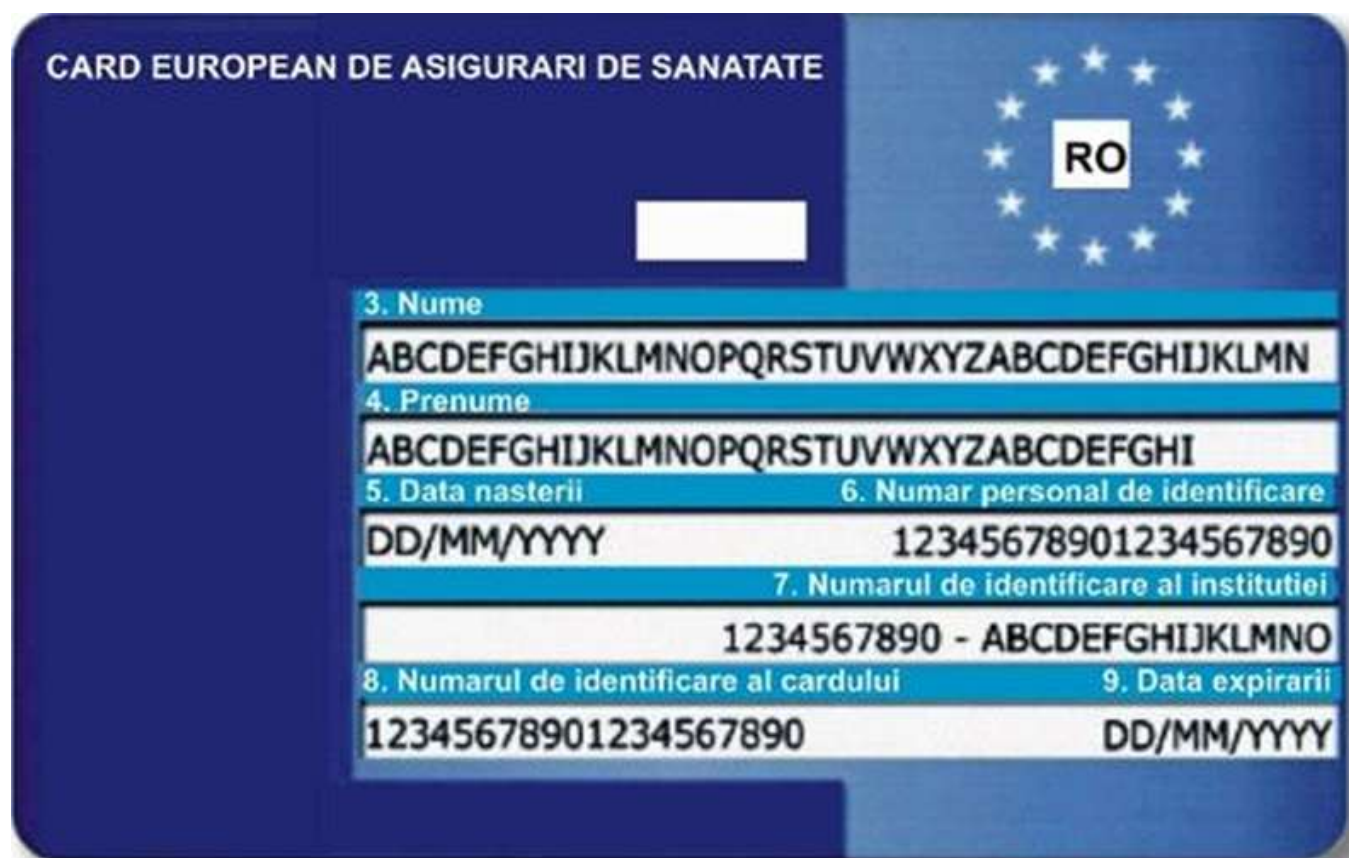 CARD EUROPEAN DE ASIGURARI DE SANATATE
RO
3. Nume
ABCDEFGHIJKLMNOPQRSTUVWXYZABCDEFGHIJKLMN
4. Prenume
ABCDEFGHIJKLMNOPQRSTUVWXYZABCDEFGHI
5. Data nasterii 6. Numar personal de identificare
DD/MM/YYYY 12345678901234567890
7. Numarul de identificare al institutiei
1234567890 - ABCDEFGHIJKLMNO
8. Numarul de identificare al cardului 9. Data expirarii
12345678901234567890 DD/MM/YYYY